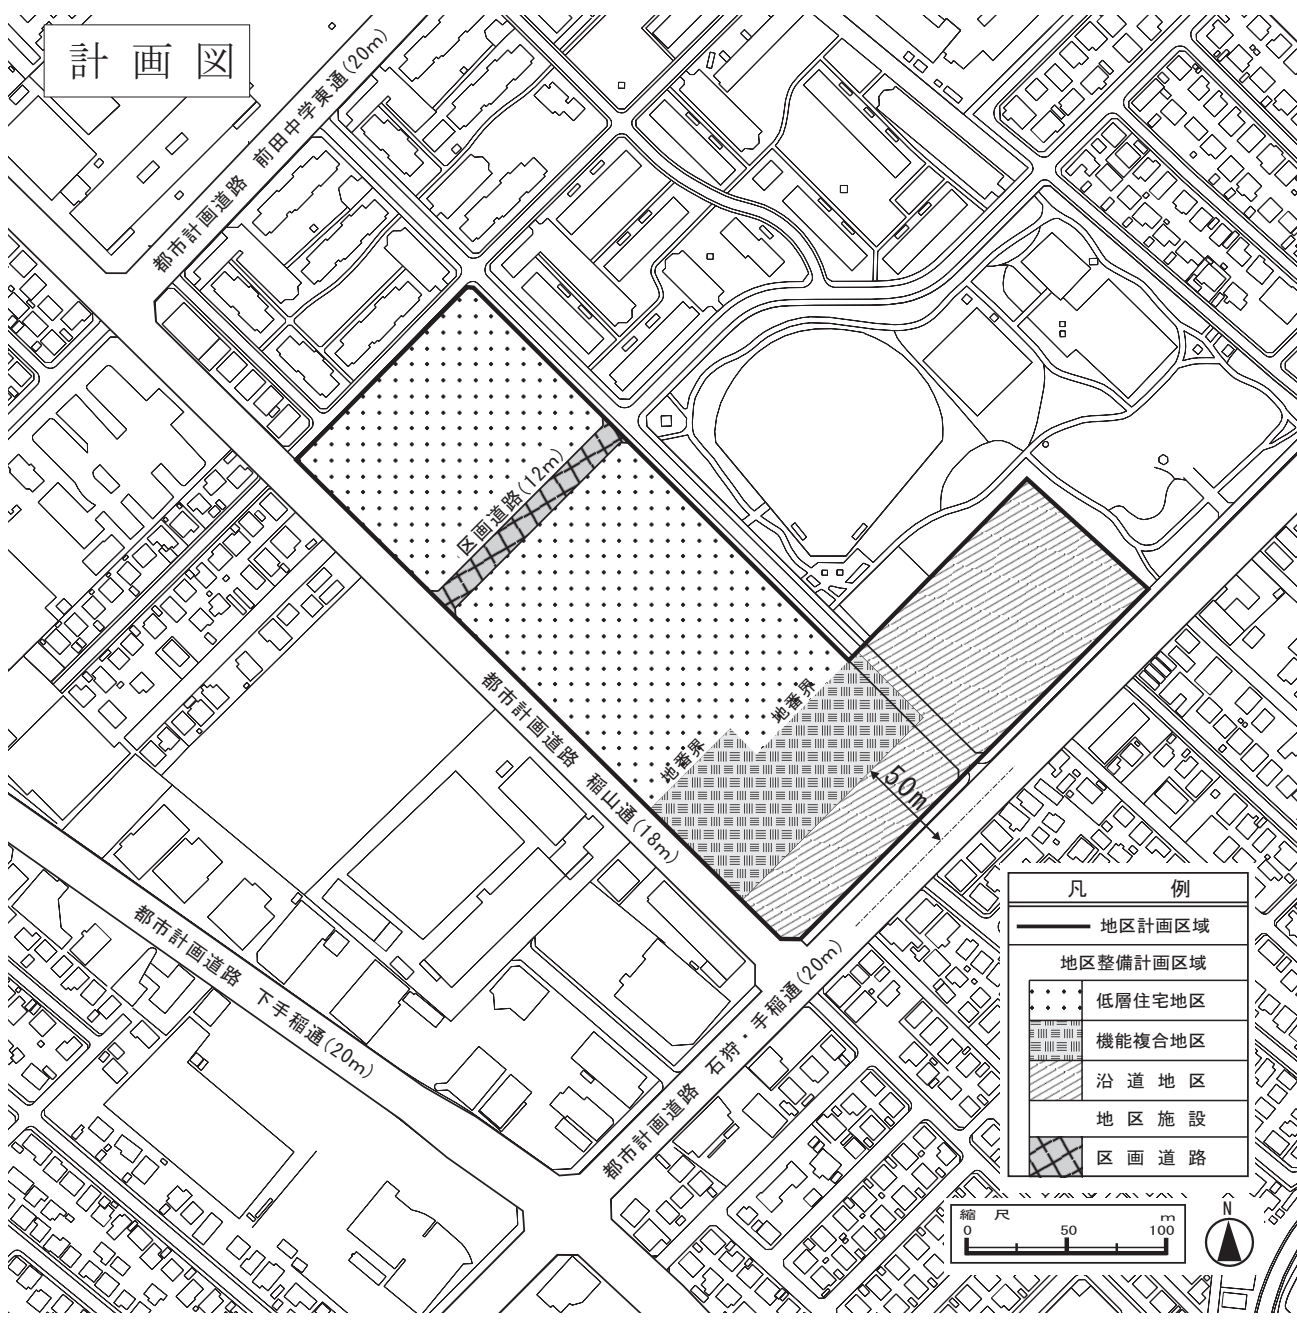 計画図
都市計画道路 前田中学東通(20m)
区画道路(12m)
都市計画道路 稲山通(18m)
地番界
地番界
50m
都市計画道路 下手稲通(20m)
都市計画道路 石狩・手稲通(20m)
凡 例
地区計画区域
地区整備計画区域
低層住宅地区
機能複合地区
沿道地区
地区施設
区画道路
縮尺 m
0 50 100
N